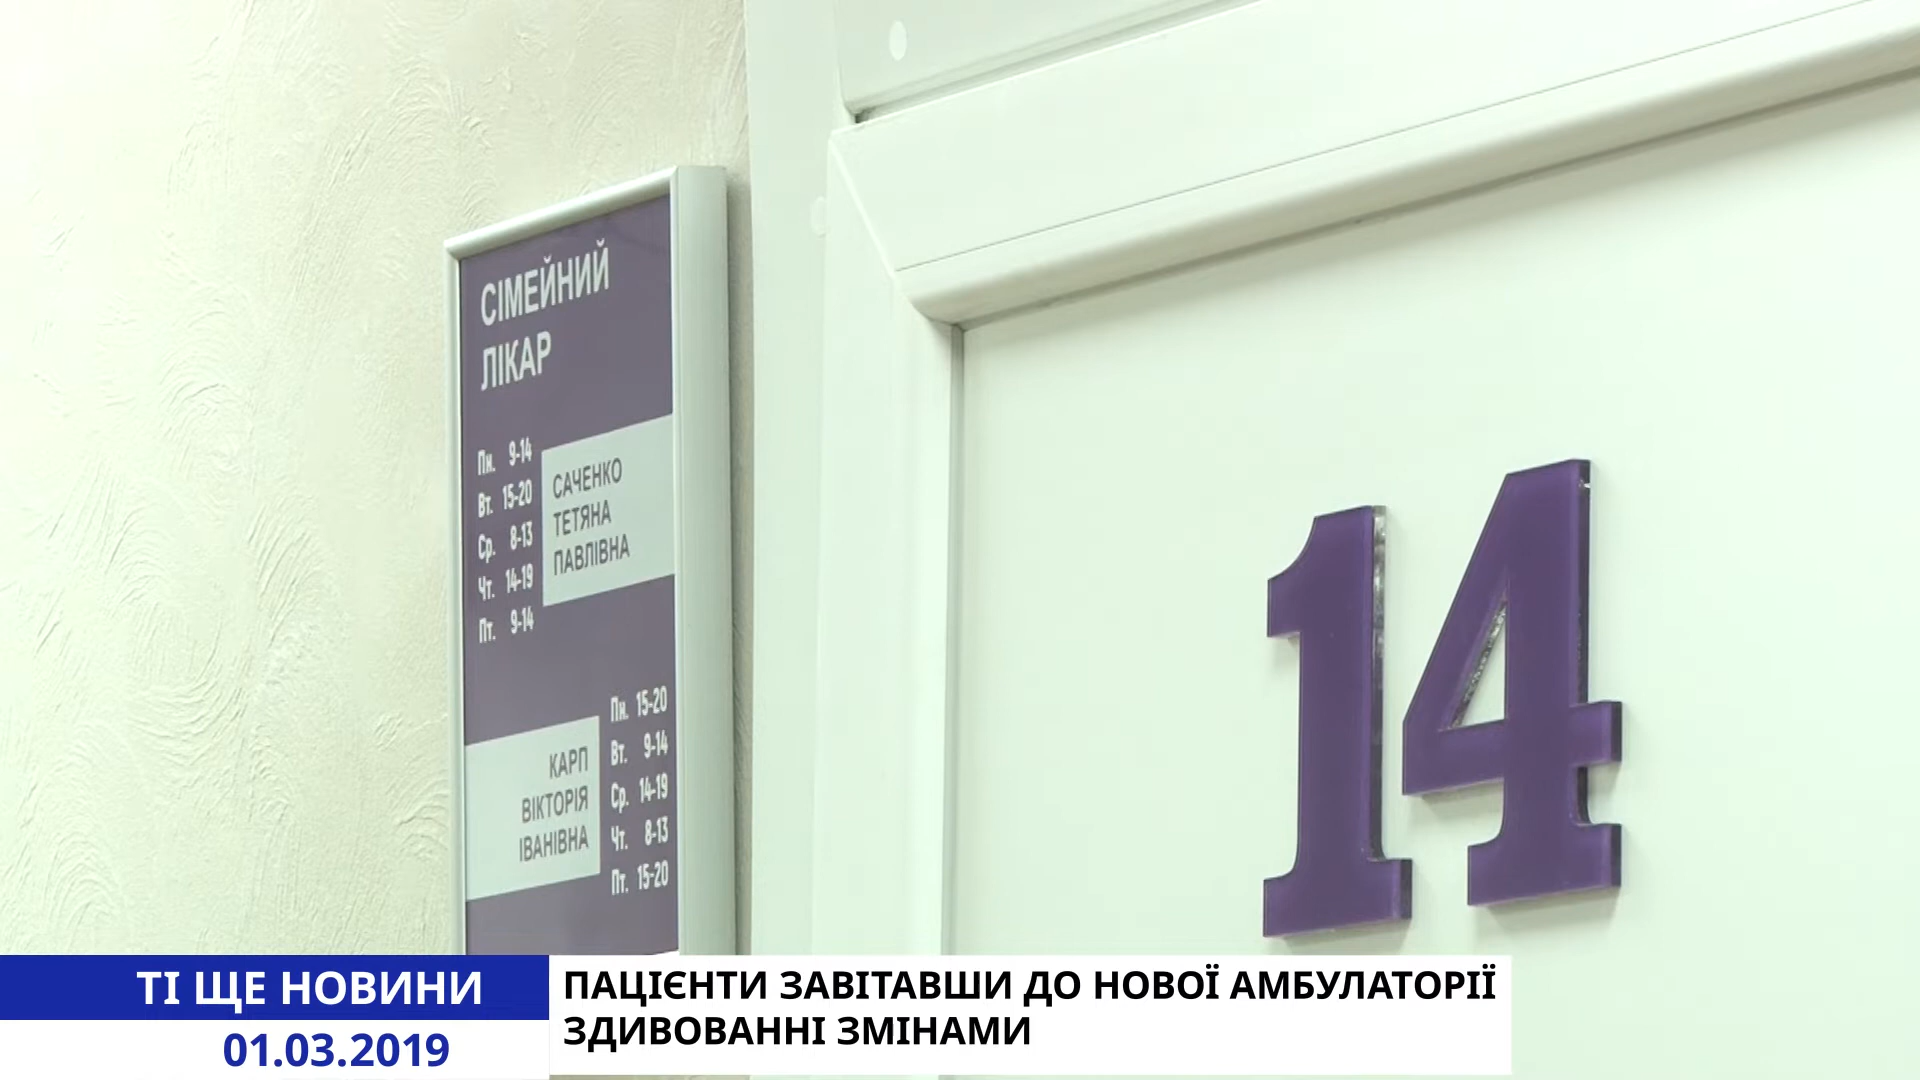 СІМЕЙНИЙ
ЛІКАР
Пн. 9-14
Вт. 15-20
Ср. 8-13
Чт. 14-19
Пт. 9-14
САЧЕНКО
ТЕТЯНА
ПАВЛІВНА
КАРП
ВІКТОРІЯ
ІВАНІВНА
Пн. 15-20
Вт. 9-14
Ср. 14-19
Чт. 8-13
Пт. 15-20
14
ТІ ЩЕ НОВИНИ
01.03.2019
ПАЦІЄНТИ ЗАВІТАВШИ ДО НОВОЇ АМБУЛАТОРІЇ
ЗДИВОВАННІ ЗМІНАМИ